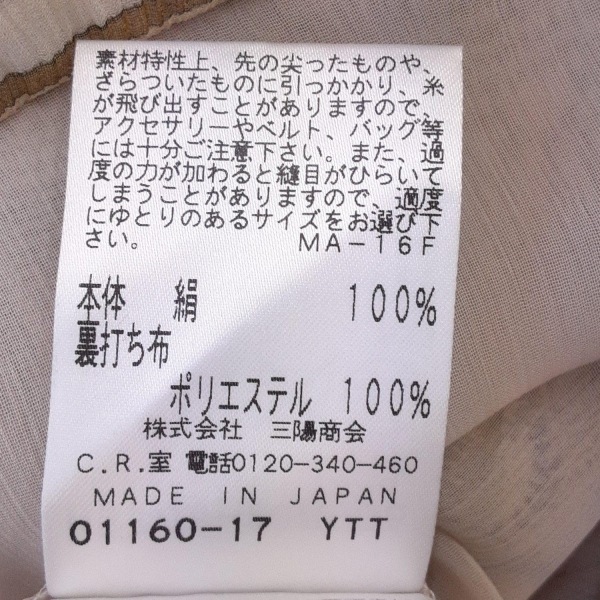 素材特性上、先の尖ったものや、
ざらついたものに引っかかり、糸
が飛び出すことがありますので、
アクセサリーやベルト、バッグ等
には十分ご注意下さい。また、過
度の力が加わると縫目がひらいて
しまうことがありますので、適度
にゆとりのあるサイズをお選び下
さい。 MA-16F
本体 絹 100%
裏打ち布
ポリエステル 100%
株式会社 三陽商会
C.R.室 電話0120-340-460
MADE IN JAPAN
01160-17 YTT